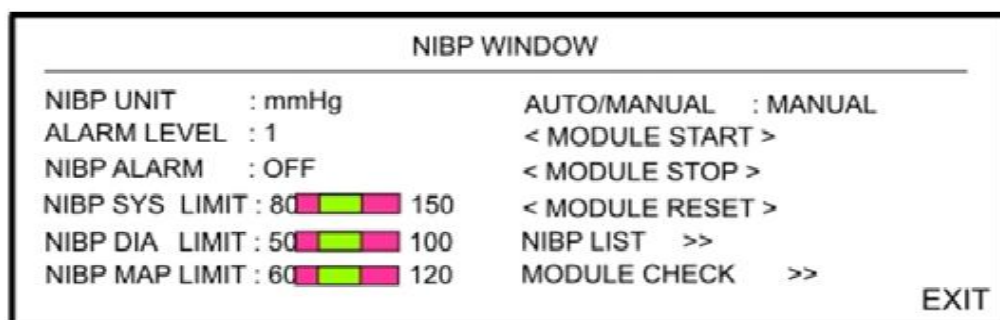 NIBP WINDOW
NIBP UNIT : mmHg
ALARM LEVEL : 1
NIBP ALARM : OFF
NIBP SYS LIMIT : 80 150
NIBP DIA LIMIT : 50 100
NIBP MAP LIMIT : 60 120
AUTO/MANUAL : MANUAL
< MODULE START >
< MODULE STOP >
< MODULE RESET >
NIBP LIST >>
MODULE CHECK >>
EXIT